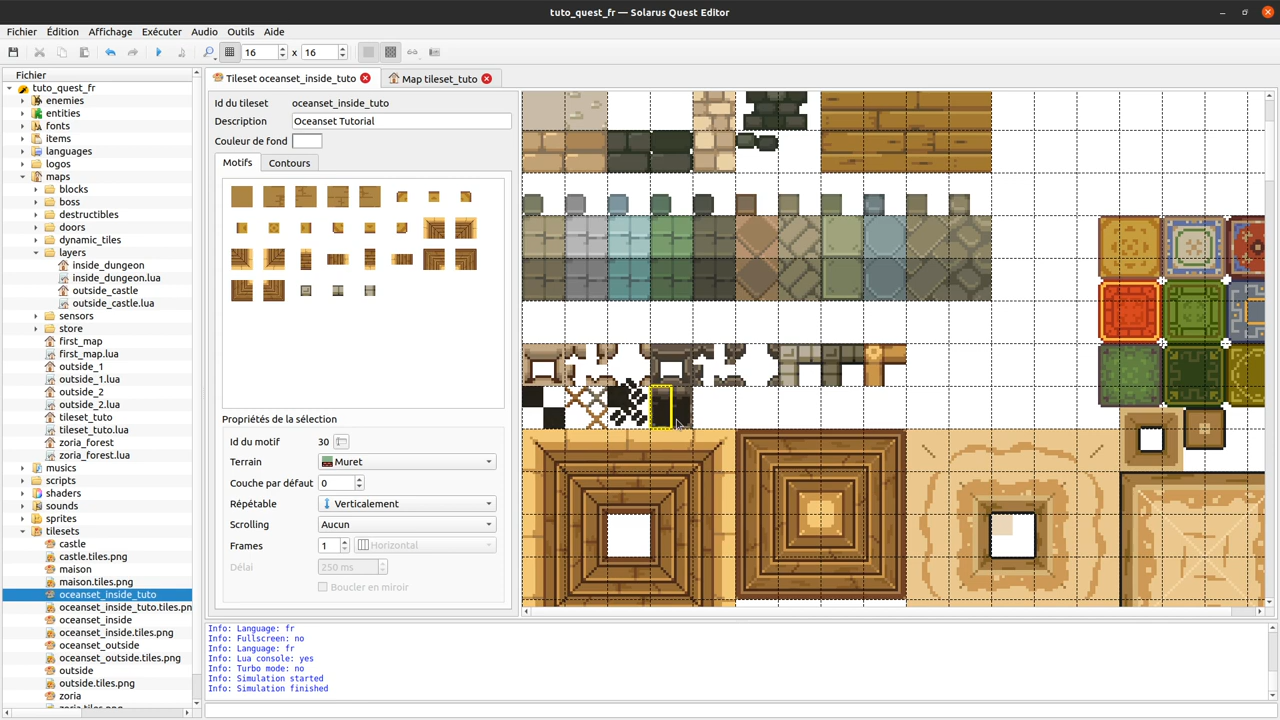 tuto_quest_fr — Solarus Quest Editor
Fichier Édition Affichage Exécuter Audio Outils Aide
16 x 16
Fichier
tuto_quest_fr
enemies
entities
fonts
items
languages
logos
maps
blocks
boss
destructibles
doors
dynamic_tiles
layers
inside_dungeon
inside_dungeon.lua
outside_castle
outside_castle.lua
sensors
store
first_map
first_map.lua
outside_1
outside_1.lua
outside_2
outside_2.lua
tileset_tuto
tileset_tuto.lua
zoria_forest
zoria_forest.lua
musics
scripts
shaders
sounds
sprites
tilesets
castle
castle.tiles.png
maison
maison.tiles.png
oceanset_inside_tuto
oceanset_inside_tuto.tiles.pn
oceanset_inside
oceanset_inside.tiles.png
oceanset_outside
oceanset_outside.tiles.png
outside
outside.tiles.png
zoria
zoria.tiles.png
Tileset oceanset_inside_tuto
Map tileset_tuto
Id du tileset oceanset_inside_tuto
Description Oceanset Tutorial
Couleur de fond
Motifs Contours
Propriétés de la sélection
Id du motif 30
Terrain Muret
Couche par défaut 0
Répétable Verticalement
Scrolling Aucun
Frames 1 Horizontal
Délai 250 ms
Boucler en miroir
Info: Language: fr
Info: Fullscreen: no
Info: Language: fr
Info: Lua console: yes
Info: Turbo mode: no
Info: Simulation started
Info: Simulation finished